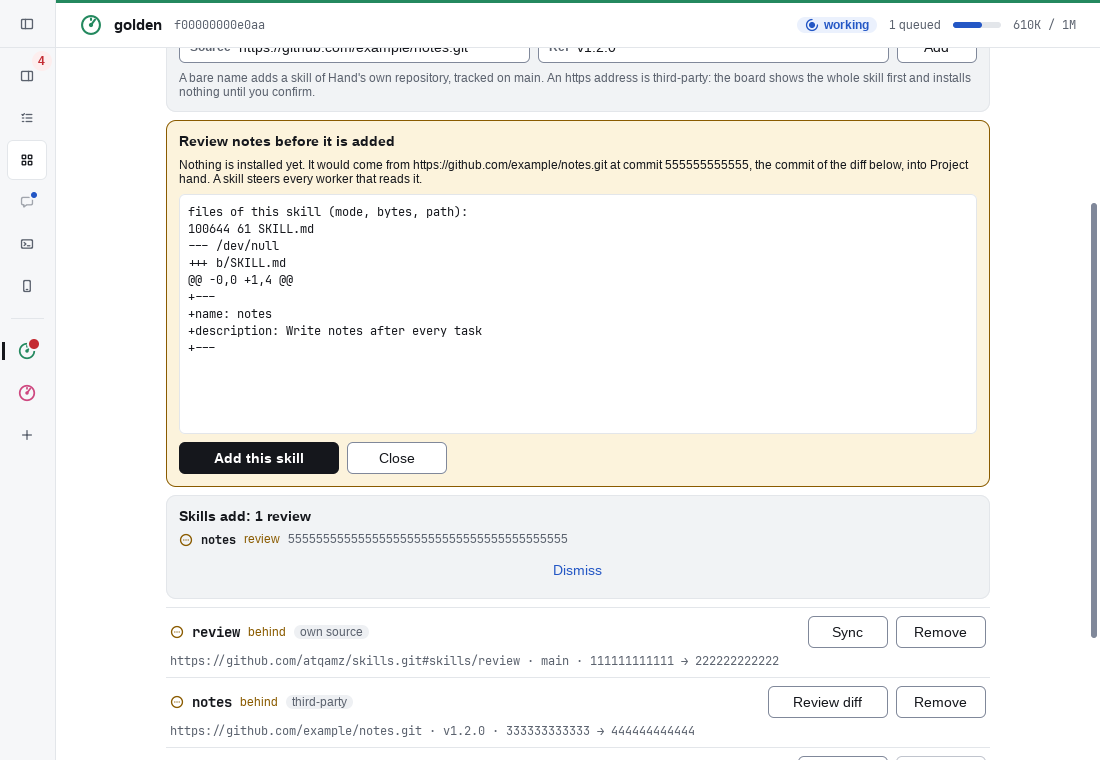 golden f00000000e0aa
working 1 queued 610K / 1M
4
Source https://github.com/example/notes.git Ref v1.2.0 Add
A bare name adds a skill of Hand's own repository, tracked on main. An https address is third-party: the board shows the whole skill first and installs
nothing until you confirm.
Review notes before it is added
Nothing is installed yet. It would come from https://github.com/example/notes.git at commit 555555555555, the commit of the diff below, into Project
hand. A skill steers every worker that reads it.
files of this skill (mode, bytes, path):
100644 61 SKILL.md
--- /dev/null
+++ b/SKILL.md
@@ -0,0 +1,4 @@
+---
+name: notes
+description: Write notes after every task
+---
Add this skill Close
Skills add: 1 review
notes review 5555555555555555555555555555555555555555
Dismiss
review behind own source Sync Remove
https://github.com/atqamz/skills.git#skills/review · main · 111111111111 → 222222222222
notes behind third-party Review diff Remove
https://github.com/example/notes.git · v1.2.0 · 333333333333 → 444444444444